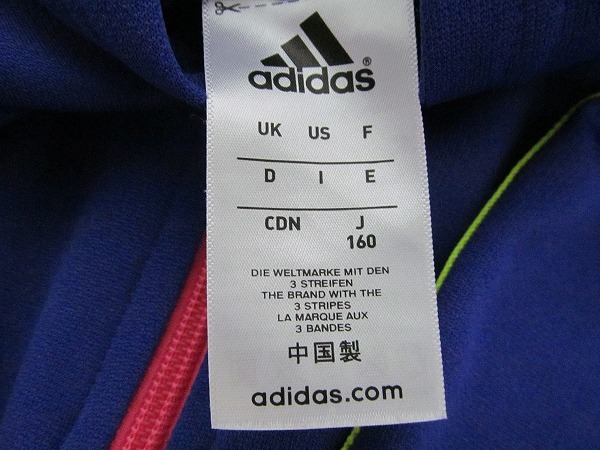 adidas®
UK US F
D I E
CDN J
160
DIE WELTMARKE MIT DEN
3 STREIFEN
THE BRAND WITH THE
3 STRIPES
LA MARQUE AUX
3 BANDES
中国製
adidas.com